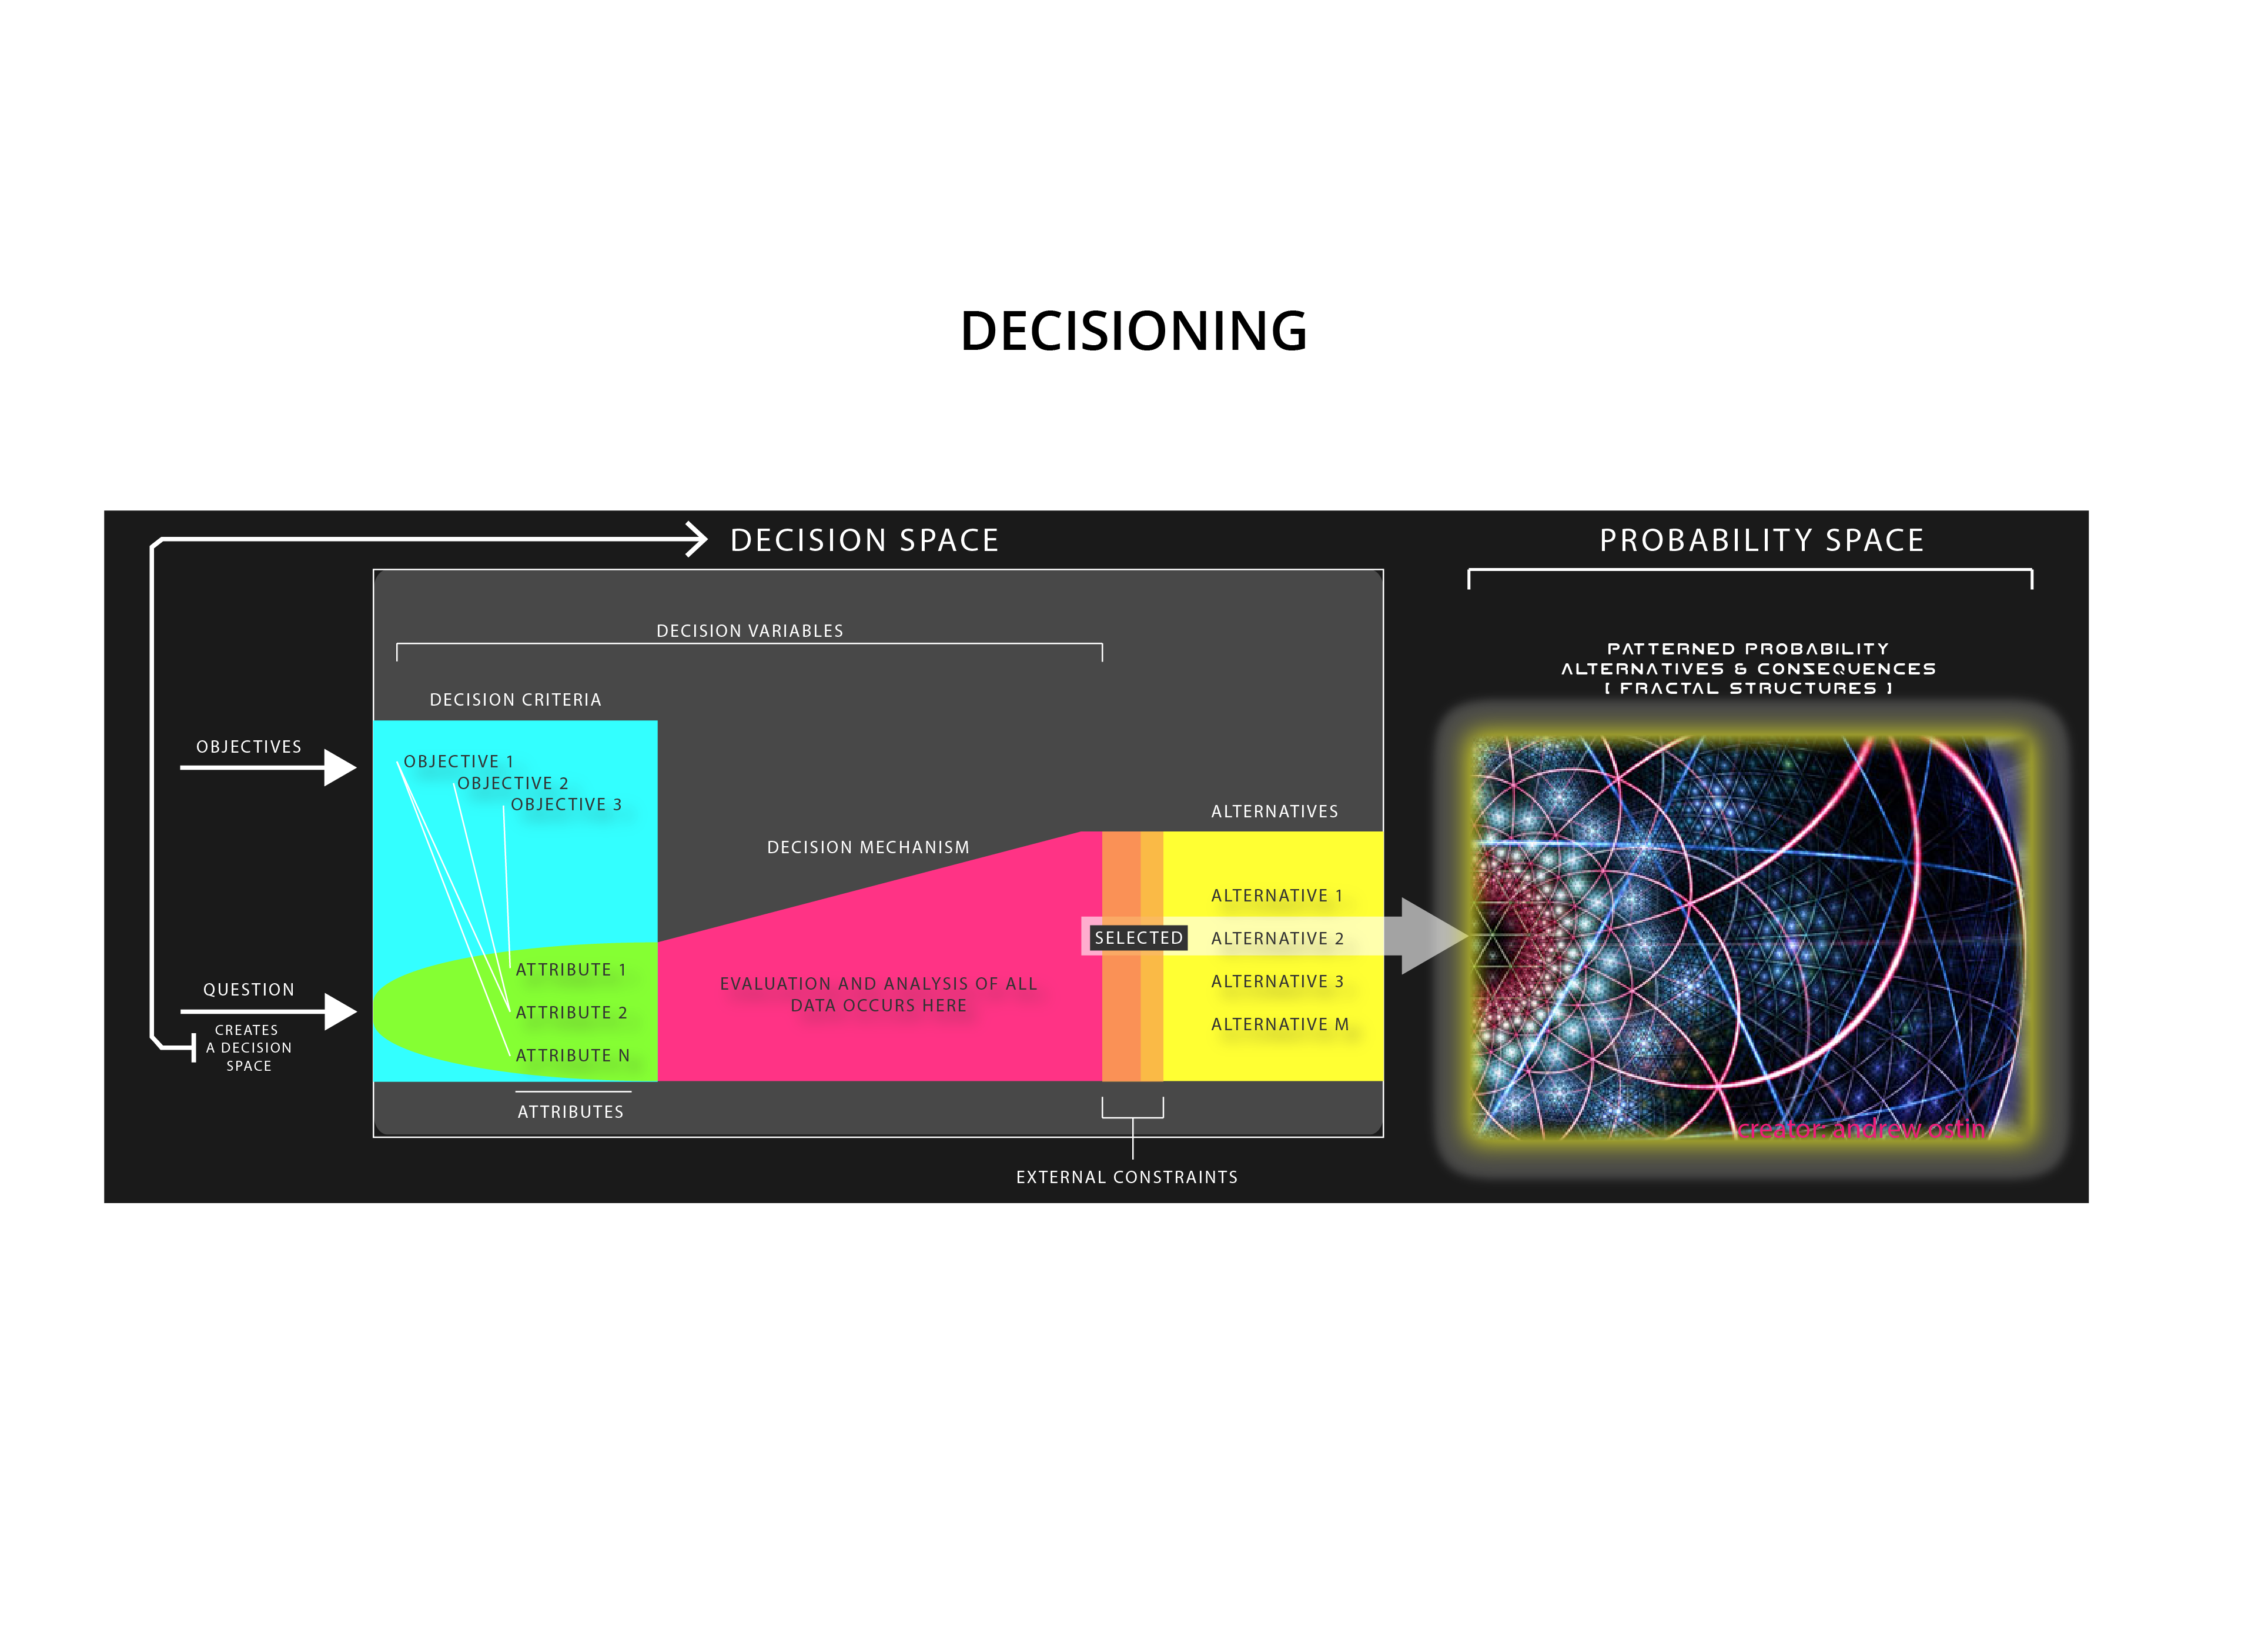 DECISIONING
DECISION SPACE
PROBABILITY SPACE
DECISION VARIABLES
PATTERNED PROBABILITY
ALTERNATIVES & CONSEQUENCES
[ FRACTAL STRUCTURES ]
DECISION CRITERIA
OBJECTIVES
OBJECTIVE 1
OBJECTIVE 2
OBJECTIVE 3
DECISION MECHANISM
ALTERNATIVES
ALTERNATIVE 1
SELECTED
ALTERNATIVE 2
ALTERNATIVE 3
ALTERNATIVE M
EVALUATION AND ANALYSIS OF ALL
DATA OCCURS HERE
QUESTION
CREATES
A DECISION
SPACE
ATTRIBUTE 1
ATTRIBUTE 2
ATTRIBUTE N
ATTRIBUTES
EXTERNAL CONSTRAINTS
creator: andrew ostin